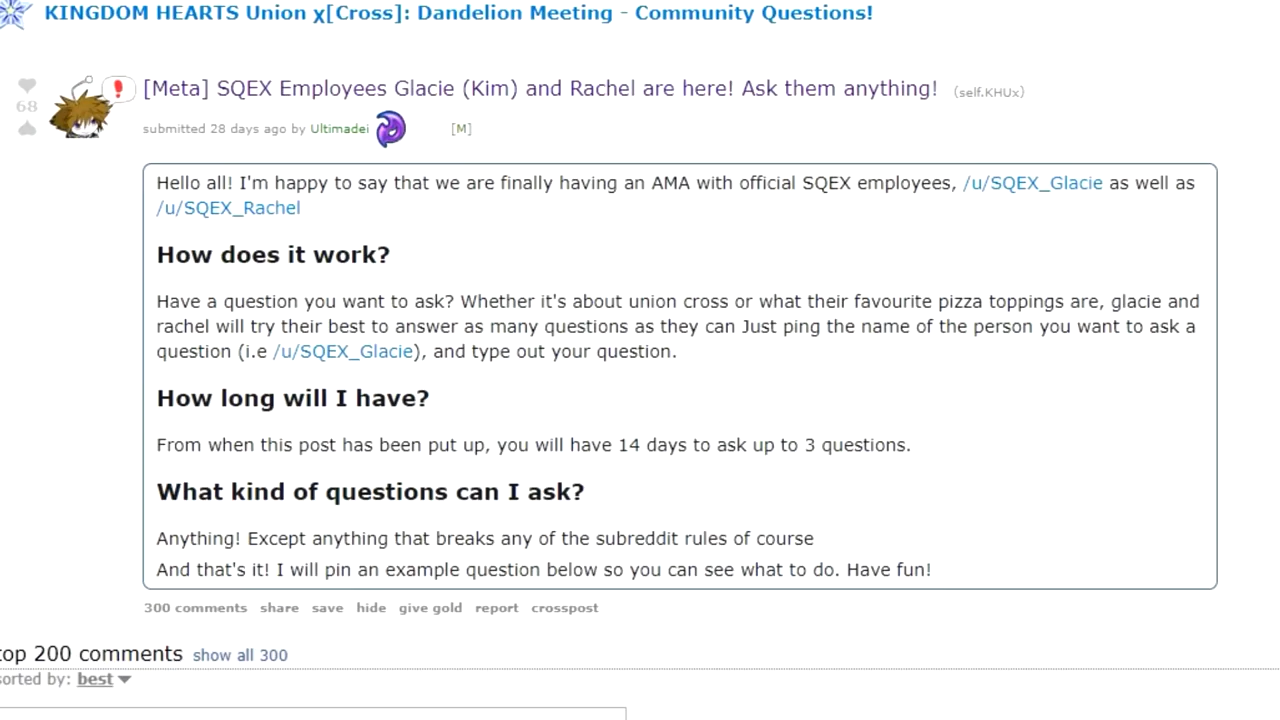 KINGDOM HEARTS Union χ[Cross]: Dandelion Meeting - Community Questions!
[Meta] SQEX Employees Glacie (Kim) and Rachel are here! Ask them anything! (self.KHUx)
68
submitted 28 days ago by Ultimadei [M]
Hello all! I'm happy to say that we are finally having an AMA with official SQEX employees, /u/SQEX_Glacie as well as
/u/SQEX_Rachel
How does it work?
Have a question you want to ask? Whether it's about union cross or what their favourite pizza toppings are, glacie and
rachel will try their best to answer as many questions as they can Just ping the name of the person you want to ask a
question (i.e /u/SQEX_Glacie), and type out your question.
How long will I have?
From when this post has been put up, you will have 14 days to ask up to 3 questions.
What kind of questions can I ask?
Anything! Except anything that breaks any of the subreddit rules of course
And that's it! I will pin an example question below so you can see what to do. Have fun!
300 comments share save hide give gold report crosspost
top 200 comments show all 300
sorted by: best